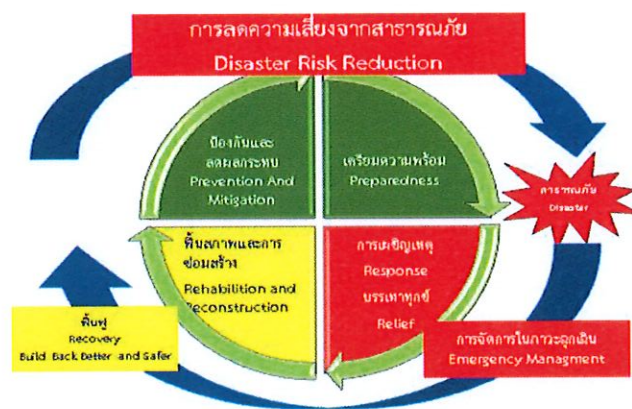 การลดความเสี่ยงจากสาธารณภัย
Disaster Risk Reduction
ป้องกันและ
ลดผลกระทบ
Prevention And
Mitigation
เตรียมความพร้อม
Preparedness
สาธารณภัย
Disaster
ฟื้นสภาพและการ
ซ่อมสร้าง
Rehabilition and
Reconstruction
การเผชิญเหตุ
Response
บรรเทาทุกข์
Relief
ฟื้นฟู
Recovery
Build Back Better and Safer
การจัดการในภาวะฉุกเฉิน
Emergency Managment